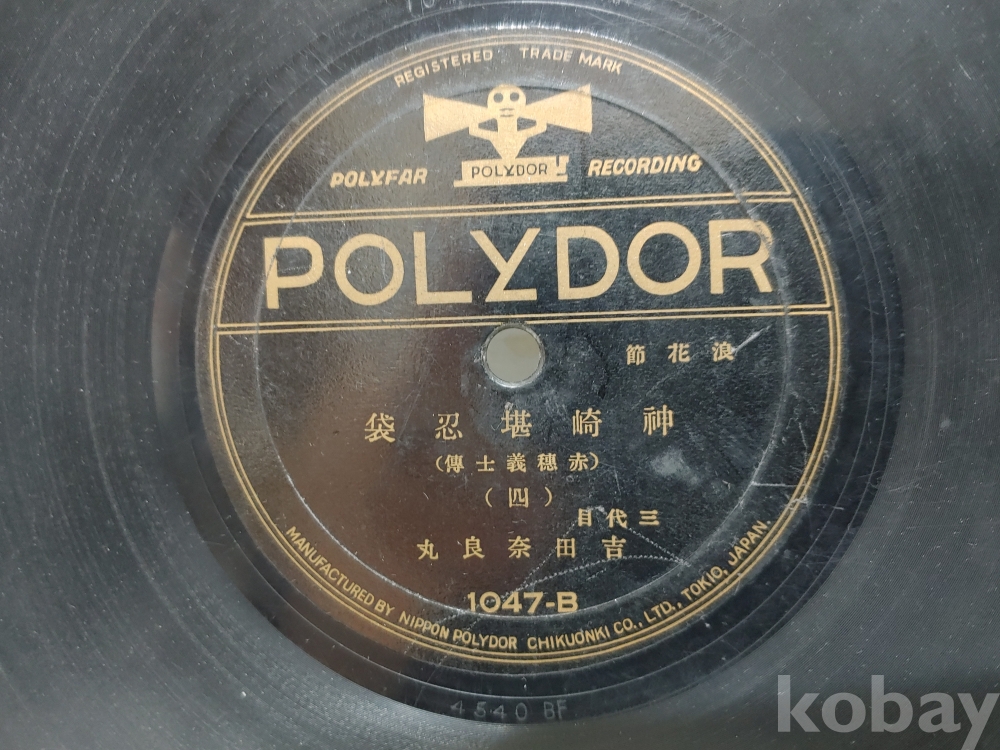 REGISTERED TRADE MARK
POLYFAR POLYDOR RECORDING
POLYDOR
浪花節
神崎堪忍袋
(赤穗義士傳)
(四)
三代目
吉田奈良丸
1047-B
MANUFACTURED BY NIPPON POLYDOR CHIKUONKI CO., LTD., TOKIO, JAPAN.
4540 BF
kobay